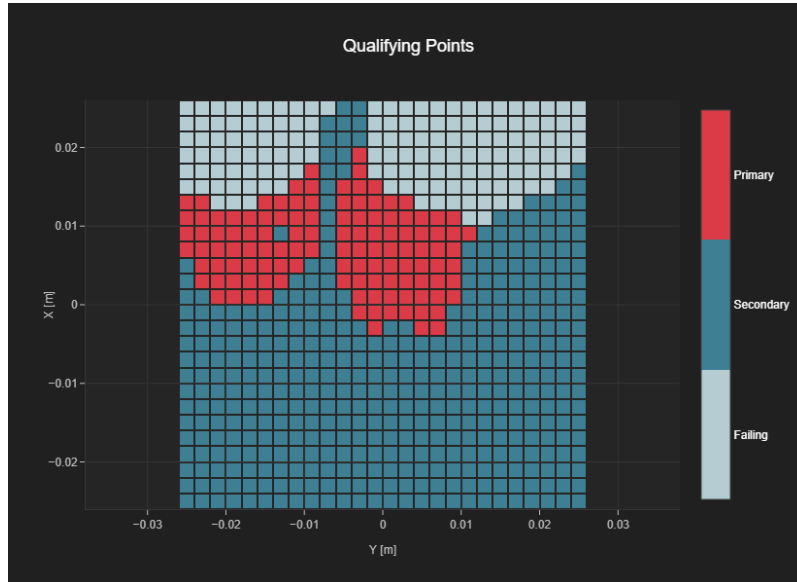 Qualifying Points
0.02
0.01
0
−0.01
−0.02
X [m]
−0.03
−0.02
−0.01
0
0.01
0.02
0.03
Y [m]
Primary
Secondary
Failing